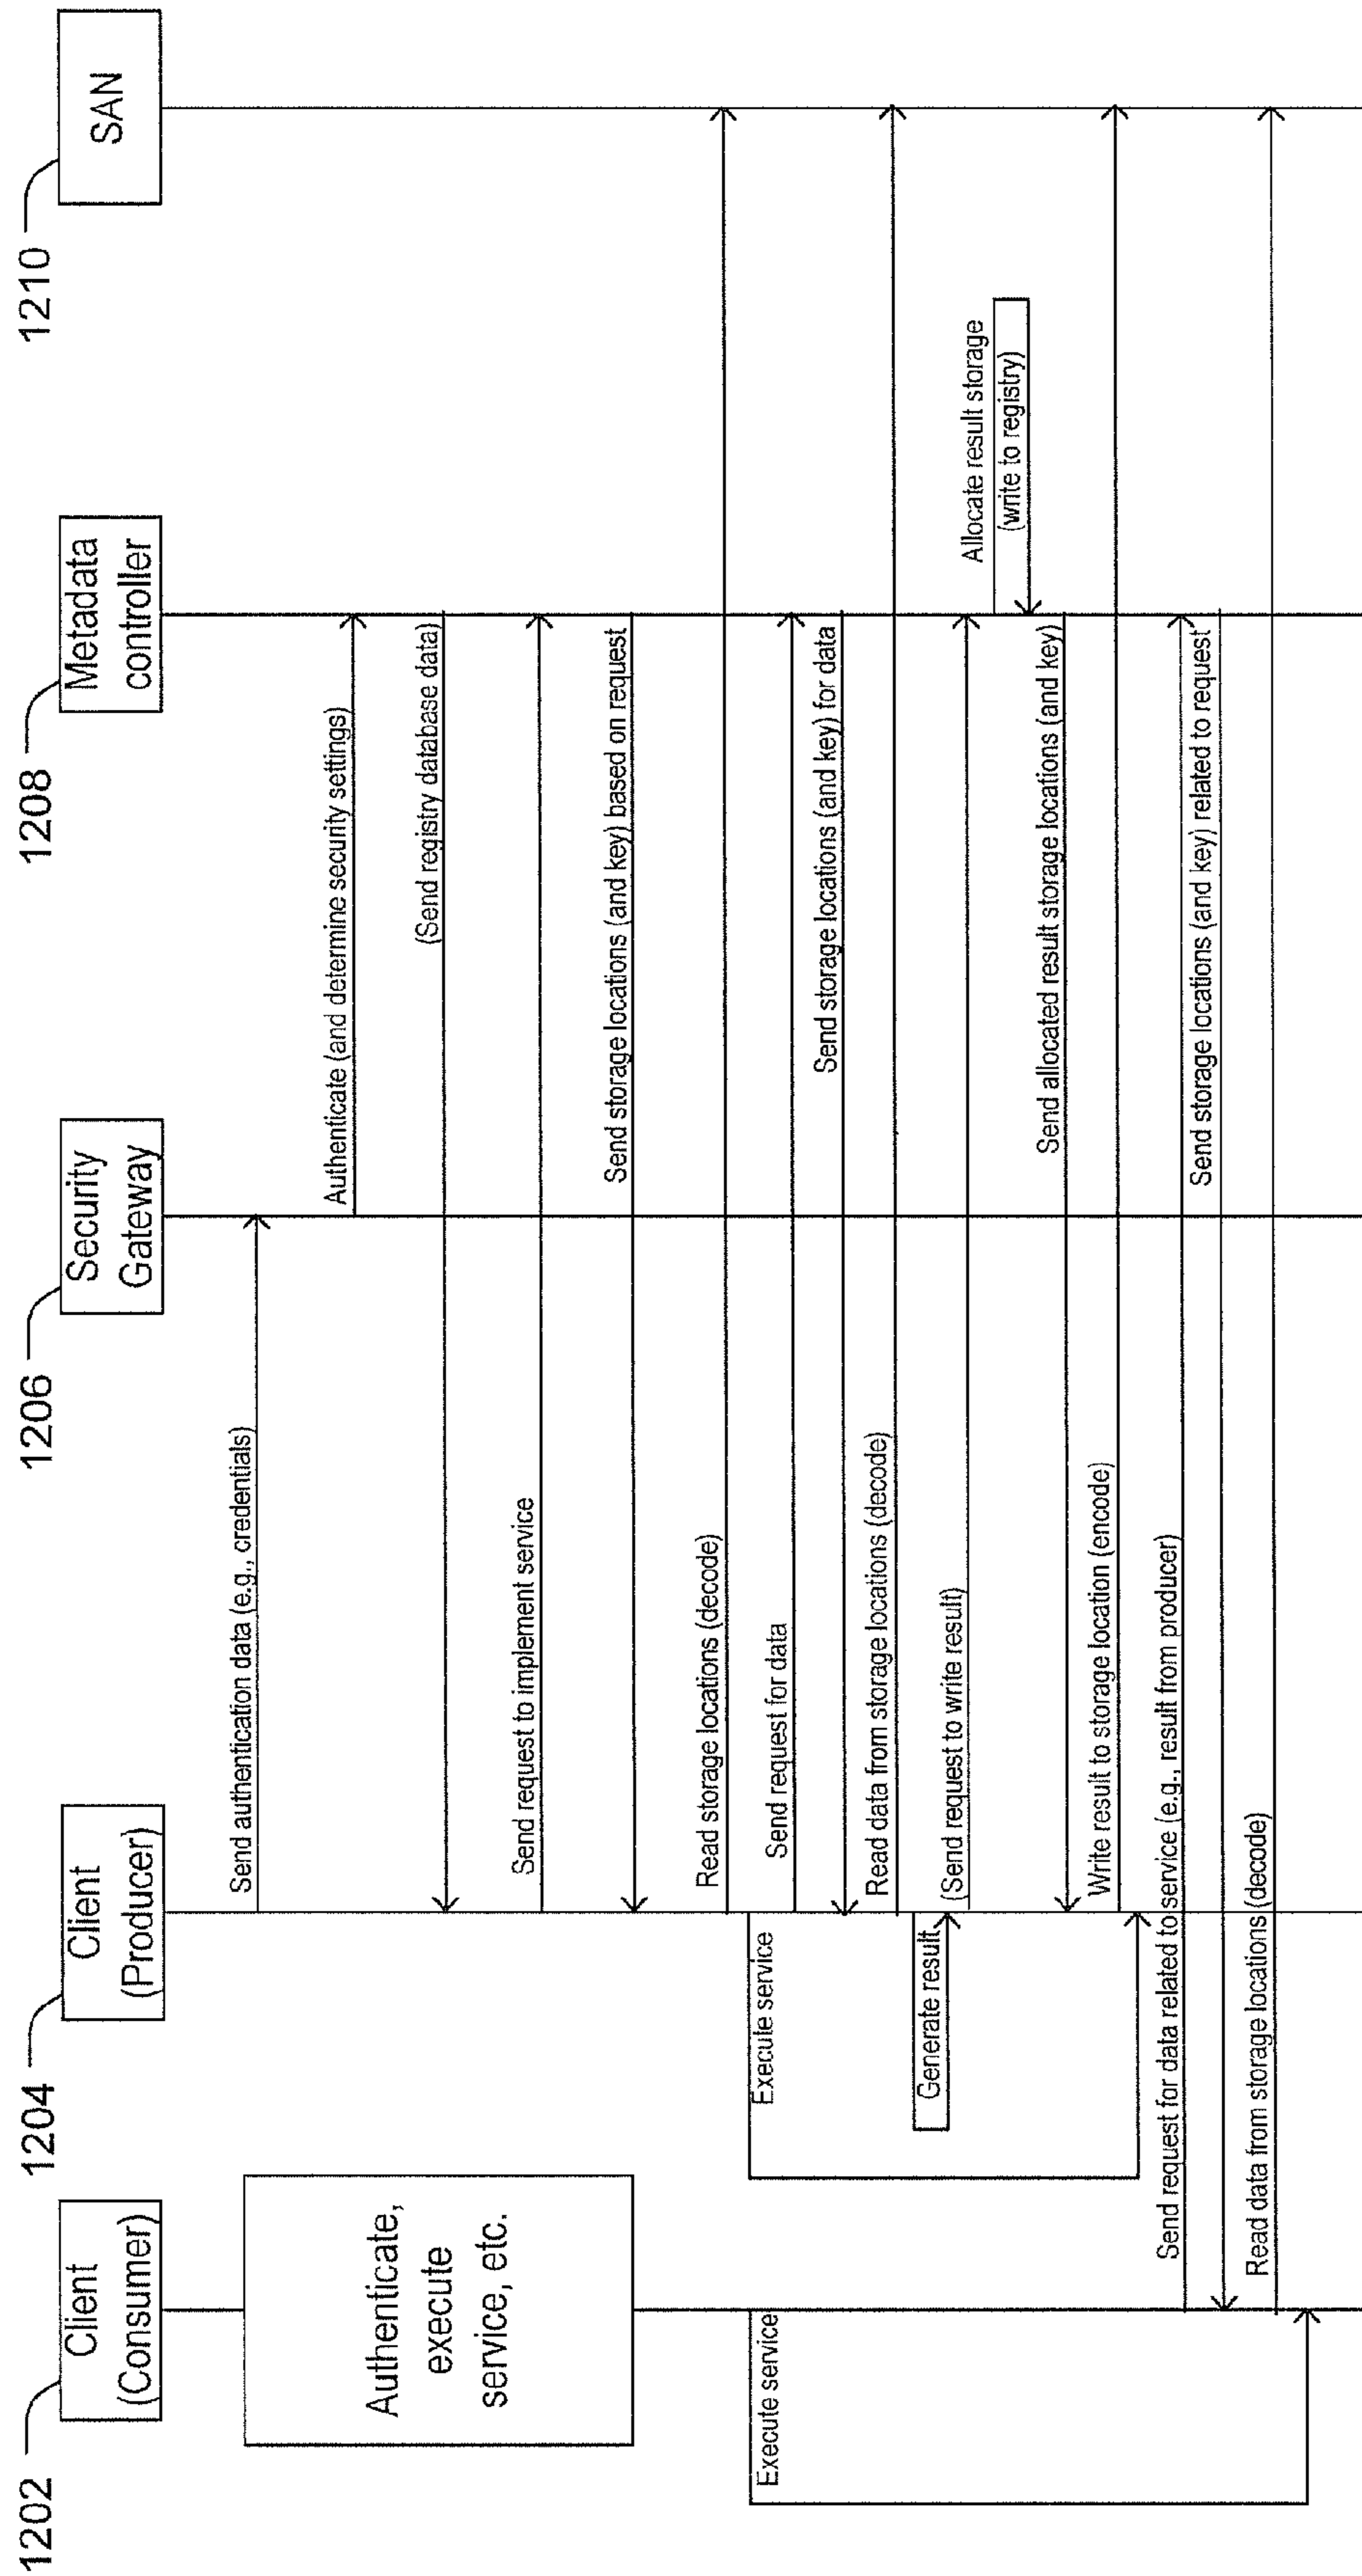 1202
Client
(Consumer)
1204
Client
(Producer)
1206
Security
Gateway
1208
Metadata
controller
1210
SAN
Authenticate,
execute
service, etc.
Send authentication data (e.g., credentials)
Authenticate (and determine security settings)
(Send registry database data)
Send request to implement service
Send storage locations (and key) based on request
Read storage locations (decode)
Execute service
Execute service
Send request for data
Send storage locations (and key) for data
Read data from storage locations (decode)
Generate result
(Send request to write result)
Allocate result storage
(write to registry)
Send allocated result storage locations (and key)
Write result to storage location (encode)
Send request for data related to service (e.g., result from producer)
Send storage locations (and key) related to request
Read data from storage locations (decode)